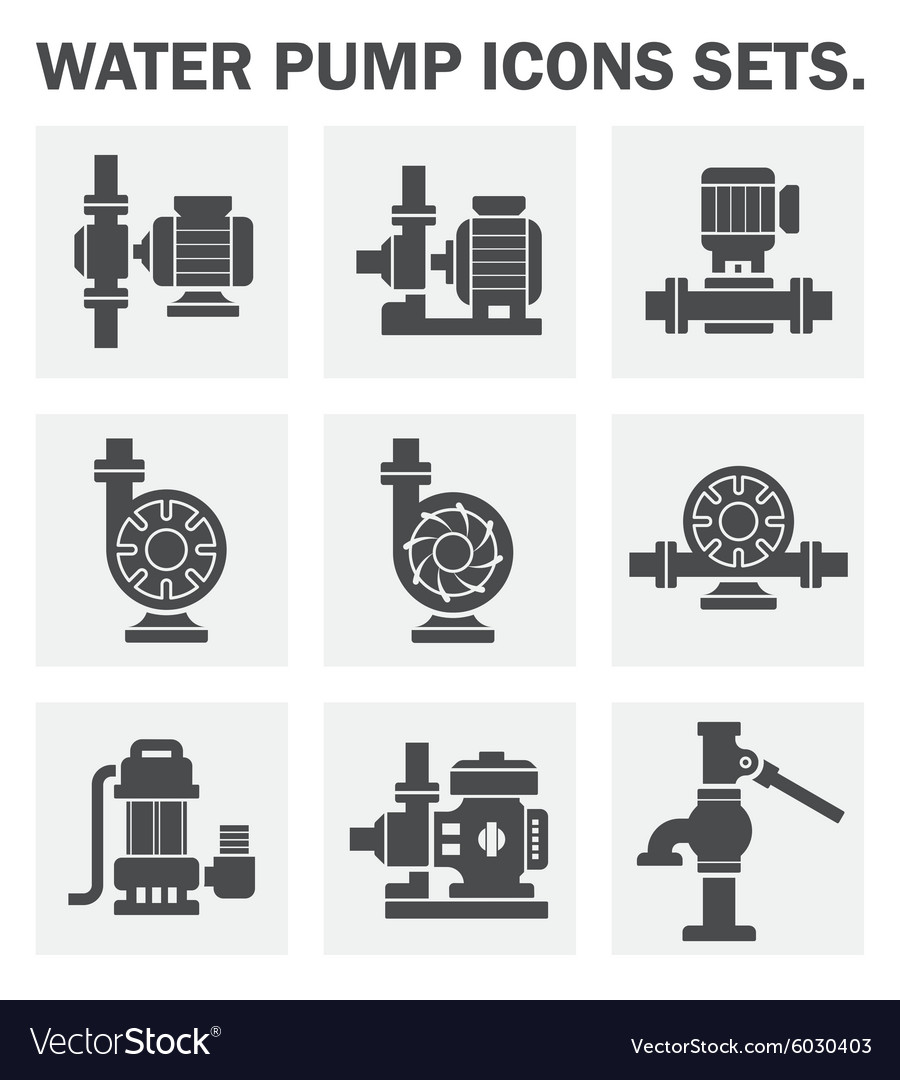 WATER PUMP ICONS SETS.
VectorStock®
VectorStock.com/6030403